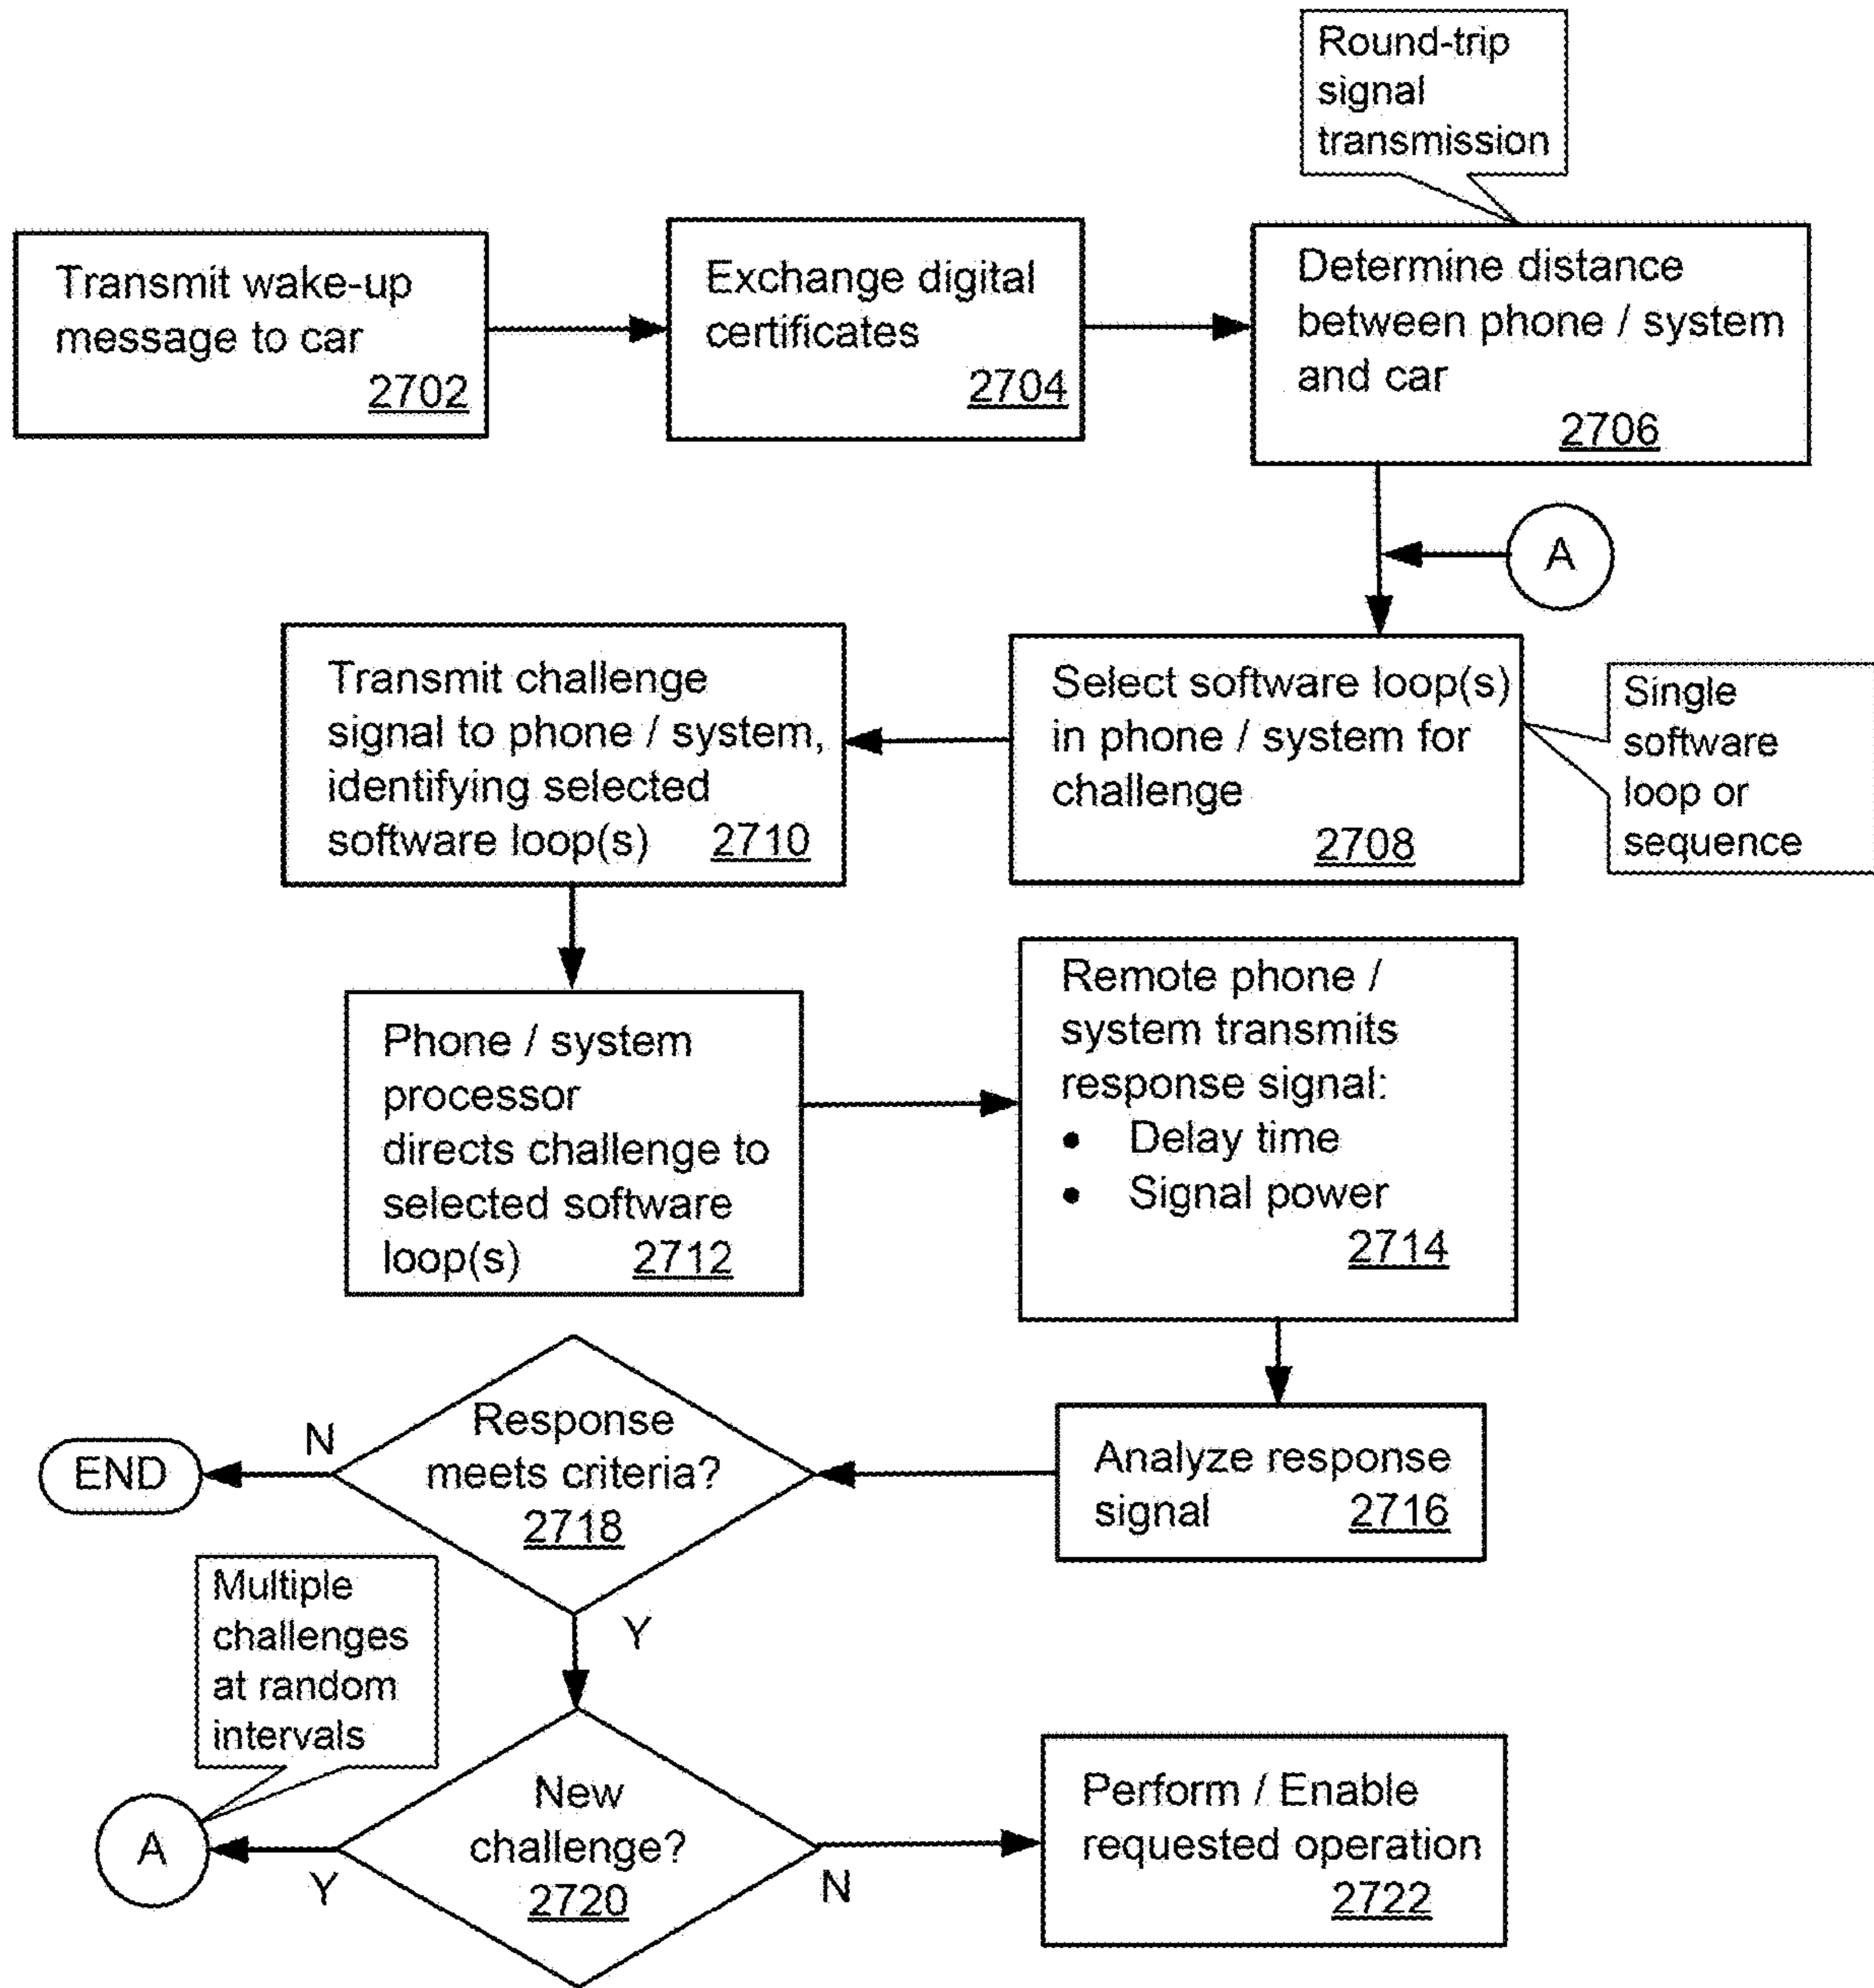 Round-trip
signal
transmission
Transmit wake-up
message to car
2702
Exchange digital
certificates
2704
Determine distance
between phone / system
and car
2706
A
Transmit challenge
signal to phone / system,
identifying selected
software loop(s) 2710
Select software loop(s)
in phone / system for
challenge
2708
Single
software
loop or
sequence
Phone / system
processor
directs challenge to
selected software
loop(s) 2712
Remote phone /
system transmits
response signal:
• Delay time
• Signal power
2714
END
N
Response
meets criteria?
2718
Y
Analyze response
signal 2716
Multiple
challenges
at random
intervals
A
Y
New
challenge?
2720
N
Perform / Enable
requested operation
2722